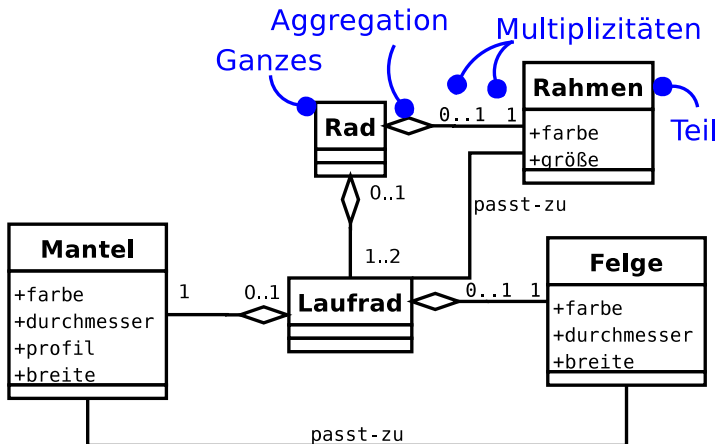 Aggregation
Multiplizitäten
Ganzes
Rahmen
+farbe
+größe
Teil
Rad
0..1
1
0..1
1..2
passt-zu
Mantel
+farbe
+durchmesser
+profil
+breite
1
0..1
Laufrad
0..1
1
Felge
+farbe
+durchmesser
+breite
passt-zu